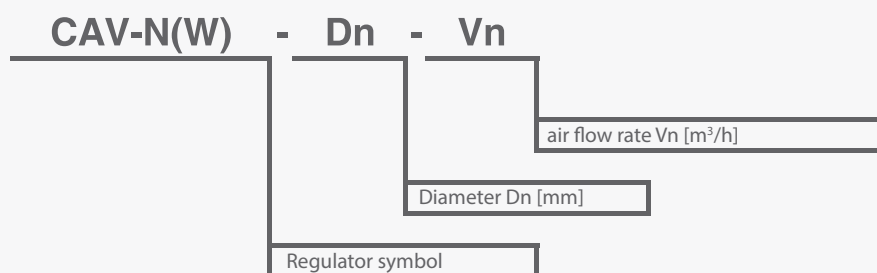 CAV-N(W) - Dn - Vn
air flow rate Vn [m³/h]
Diameter Dn [mm]
Regulator symbol